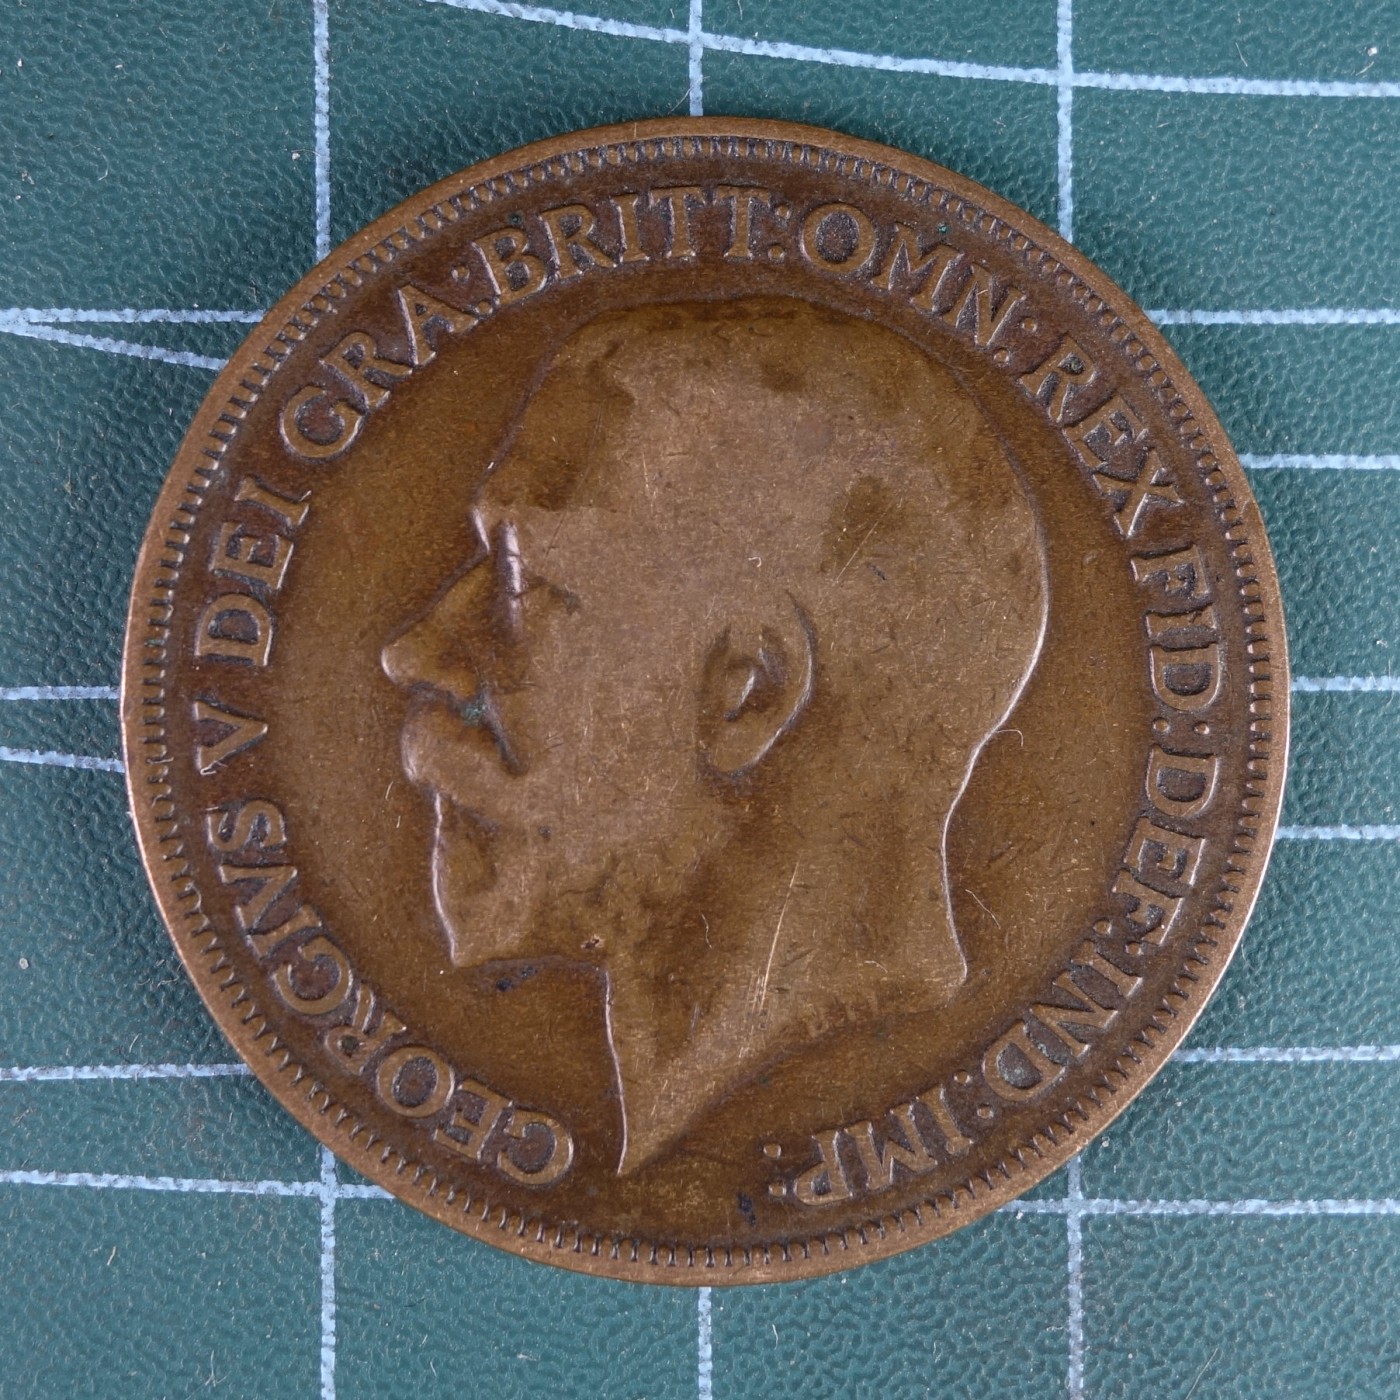 GEORGIVS V DEI GRA: BRITT: OMN: REX FID: DEF: IND: IMP: